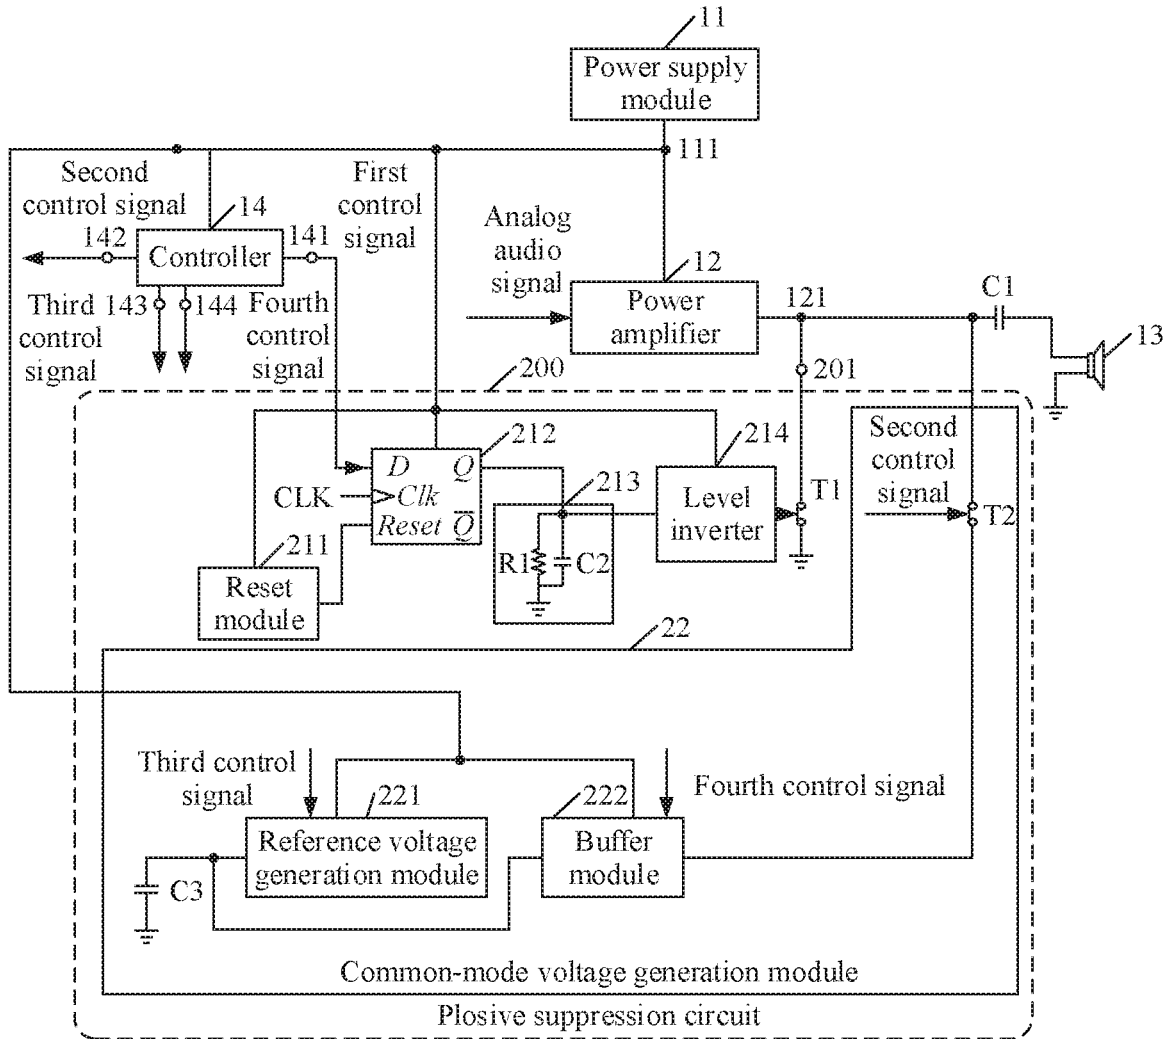 11
Power supply
module
111
Second
control signal
First
control
signal
14
142
Controller
141
Analog
audio
signal
12
Power
amplifier
121
C1
13
Third
control
signal
143
144
Fourth
control
signal
200
201
212
D Q
CLK
Clk
Reset Q̅
211
Reset
module
213
R1
C2
214
Level
inverter
T1
Second
control
signal
T2
22
Third control
signal
221
Reference voltage
generation module
222
Buffer
module
Fourth control signal
C3
Common-mode voltage generation module
Plosive suppression circuit